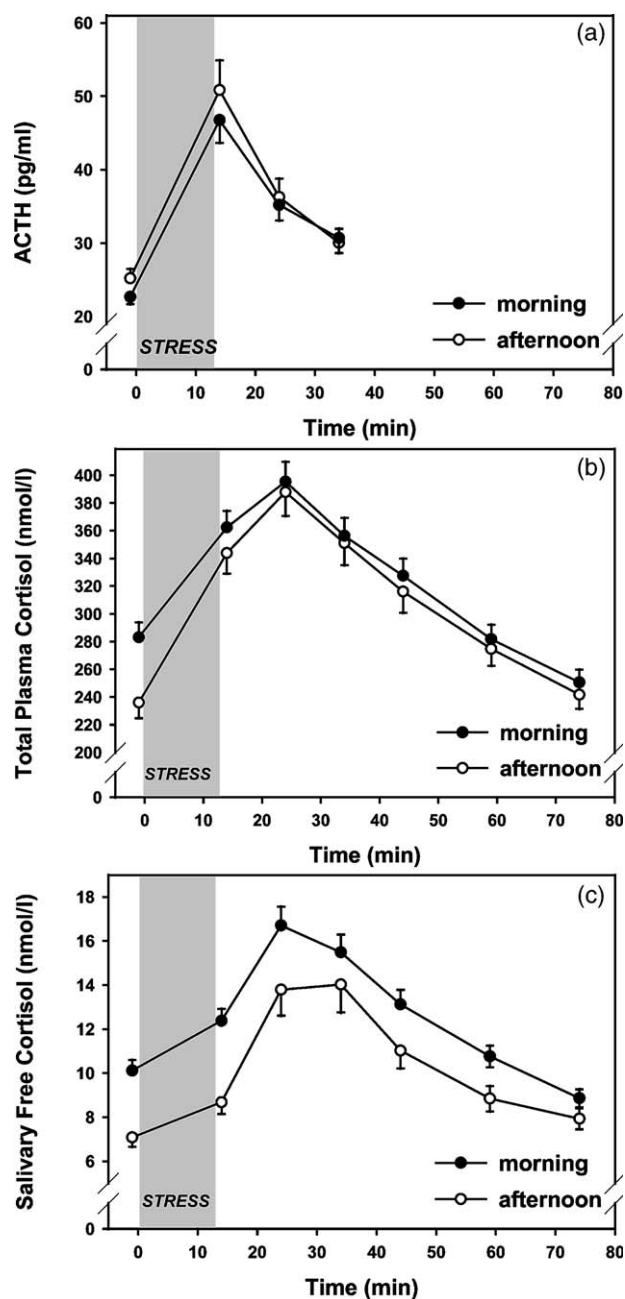 (a)
60
50
40
30
20
0
ACTH (pg/ml)
STRESS
morning
afternoon
0 10 20 30 40 50 60 70 80
Time (min)
(b)
400
380
360
340
320
300
280
260
240
220
200
0
Total Plasma Cortisol (nmol/l)
STRESS
morning
afternoon
0 10 20 30 40 50 60 70 80
Time (min)
(c)
18
16
14
12
10
8
6
0
Salivary Free Cortisol (nmol/l)
STRESS
morning
afternoon
0 10 20 30 40 50 60 70 80
Time (min)